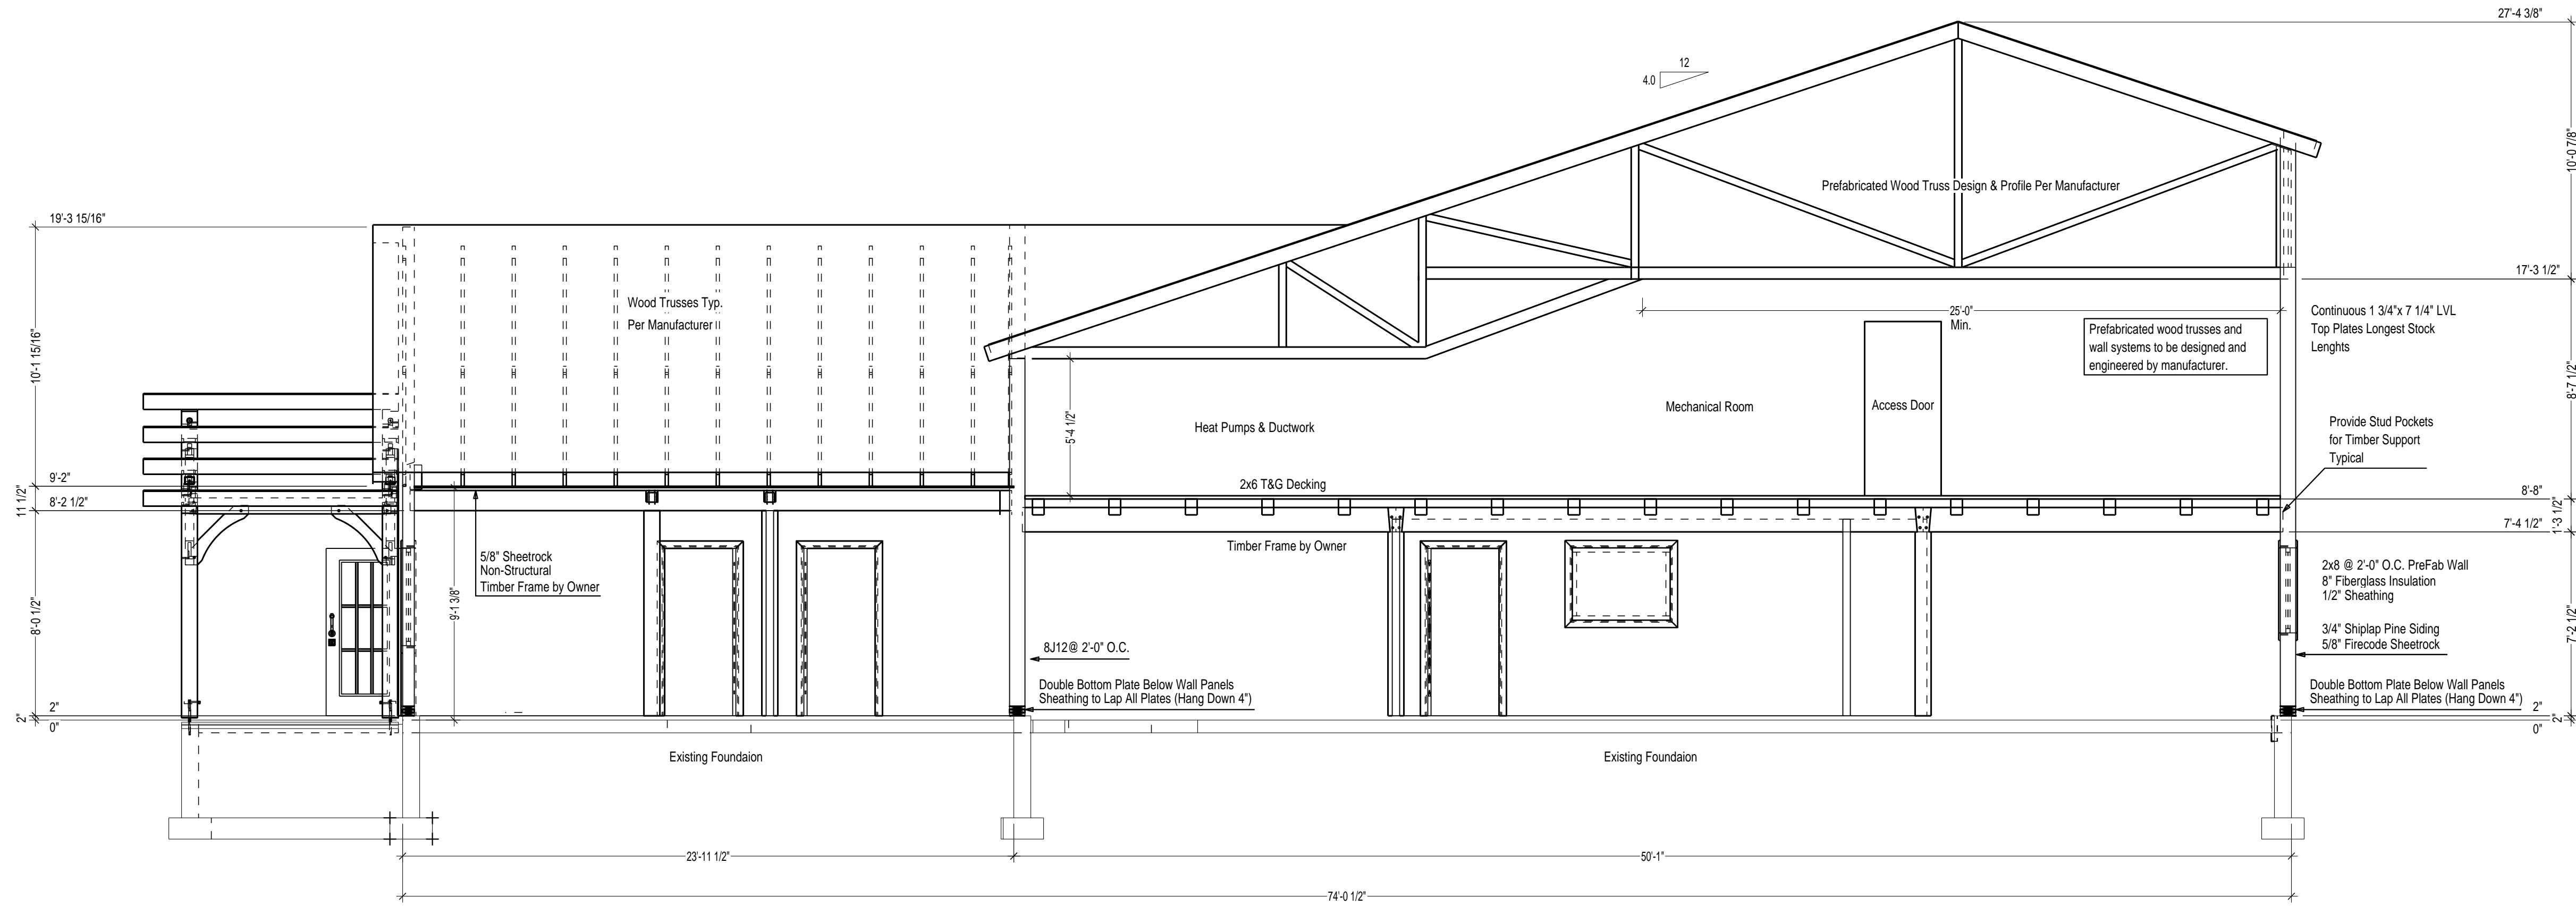 27'-4 3/8"
12
4.0
10'-0 7/8"
Prefabricated Wood Truss Design & Profile Per Manufacturer
19'-3 15/16"
17'-3 1/2"
Wood Trusses Typ.
Per Manufacturer
25'-0"
Min.
Continuous 1 3/4"x 7 1/4" LVL
Top Plates Longest Stock
Lenghts
Prefabricated wood trusses and
wall systems to be designed and
engineered by manufacturer.
10'-1 15/16"
8'-7 1/2"
5'-4 1/2"
Heat Pumps & Ductwork
Mechanical Room
Access Door
Provide Stud Pockets
for Timber Support
Typical
9'-2"
11 1/2"
8'-2 1/2"
2x6 T&G Decking
8'-8"
1'-3 1/2"
7'-4 1/2"
5/8" Sheetrock
Non-Structural
Timber Frame by Owner
Timber Frame by Owner
2x8 @ 2'-0" O.C. PreFab Wall
8" Fiberglass Insulation
1/2" Sheathing
3/4" Shiplap Pine Siding
5/8" Firecode Sheetrock
8'-0 1/2"
9'-1 3/8"
7'-2 1/2"
8J12@ 2'-0" O.C.
Double Bottom Plate Below Wall Panels
Sheathing to Lap All Plates (Hang Down 4")
Double Bottom Plate Below Wall Panels
Sheathing to Lap All Plates (Hang Down 4")
2"
2"
0"
2"
2"
0"
Existing Foundaion
Existing Foundaion
23'-11 1/2"
50'-1"
74'-0 1/2"